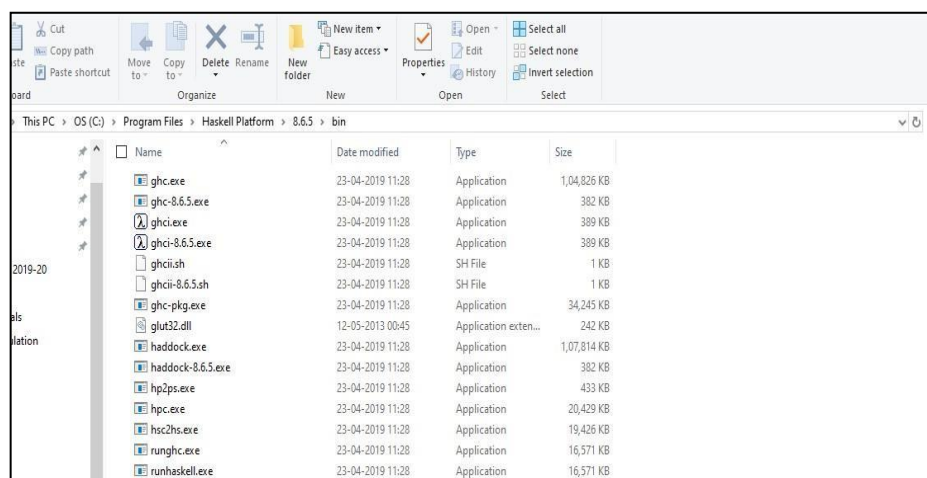 Cut
Copy path
Paste shortcut
ste
oard
Move to
Copy to
Delete
Rename
Organize
New folder
New item
Easy access
New
Properties
Open
Edit
History
Open
Select all
Select none
Invert selection
Select
This PC > OS (C:) > Program Files > Haskell Platform > 8.6.5 > bin
2019-20
als
ulation
Name Date modified Type Size
ghc.exe 23-04-2019 11:28 Application 1,04,826 KB
ghc-8.6.5.exe 23-04-2019 11:28 Application 382 KB
ghci.exe 23-04-2019 11:28 Application 389 KB
ghci-8.6.5.exe 23-04-2019 11:28 Application 389 KB
ghcii.sh 23-04-2019 11:28 SH File 1 KB
ghcii-8.6.5.sh 23-04-2019 11:28 SH File 1 KB
ghc-pkg.exe 23-04-2019 11:28 Application 34,245 KB
glut32.dll 12-05-2013 00:45 Application exten... 242 KB
haddock.exe 23-04-2019 11:28 Application 1,07,814 KB
haddock-8.6.5.exe 23-04-2019 11:28 Application 382 KB
hp2ps.exe 23-04-2019 11:28 Application 433 KB
hpc.exe 23-04-2019 11:28 Application 20,429 KB
hsc2hs.exe 23-04-2019 11:28 Application 19,426 KB
runghc.exe 23-04-2019 11:28 Application 16,571 KB
runhaskell.exe 23-04-2019 11:28 Application 16,571 KB